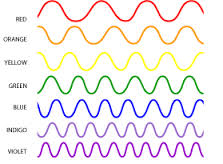 RED
ORANGE
YELLOW
GREEN
BLUE
INDIGO
VIOLET